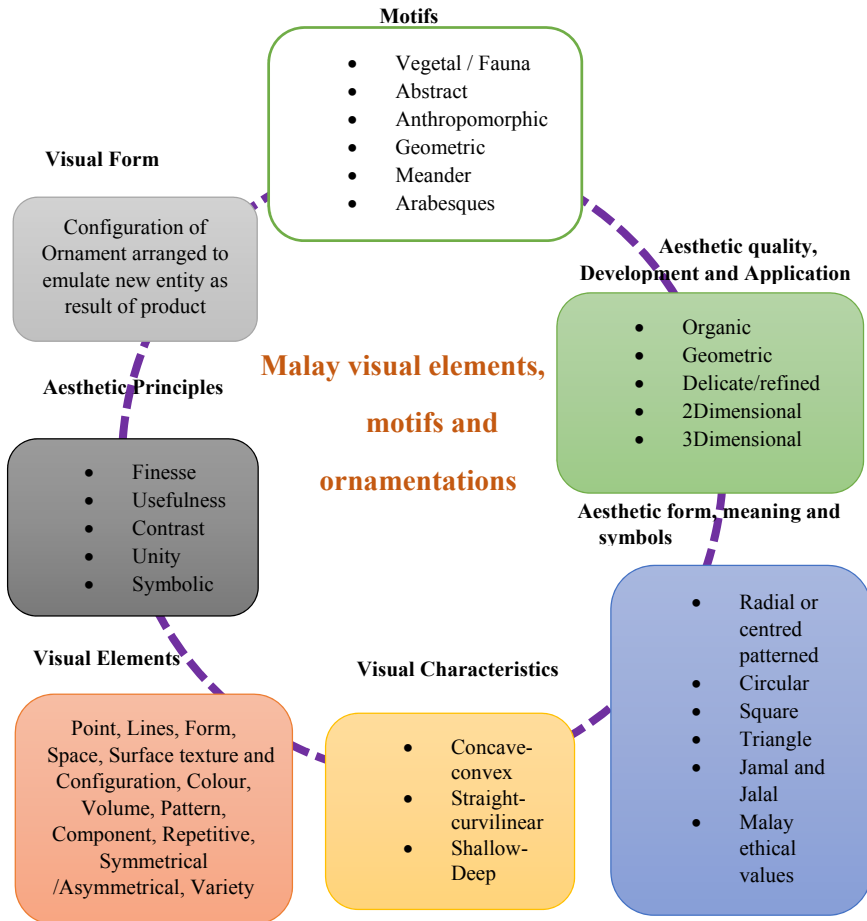 Motifs
• Vegetal / Fauna
• Abstract
• Anthropomorphic
• Geometric
• Meander
• Arabesques
Visual Form
Configuration of
Ornament arranged to
emulate new entity as
result of product
Aesthetic quality,
Development and Application
• Organic
• Geometric
• Delicate/refined
• 2Dimensional
• 3Dimensional
Malay visual elements,
motifs and
ornamentations
Aesthetic Principles
• Finesse
• Usefulness
• Contrast
• Unity
• Symbolic
Aesthetic form, meaning and
symbols
• Radial or
centred
patterned
• Circular
• Square
• Triangle
• Jamal and
Jalal
• Malay
ethical
values
Visual Elements
Point, Lines, Form,
Space, Surface texture and
Configuration, Colour,
Volume, Pattern,
Component, Repetitive,
Symmetrical
/Asymmetrical, Variety
Visual Characteristics
• Concave-
convex
• Straight-
curvilinear
• Shallow-
Deep